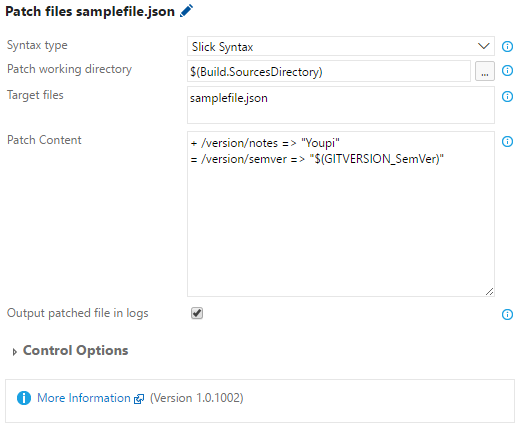 Patch files samplefile.json
Syntax type
Slick Syntax
Patch working directory
$(Build.SourcesDirectory)
...
Target files
samplefile.json
Patch Content
+ /version/notes => "Youpi"
= /version/semver => "$(GITVERSION_SemVer)"
Output patched file in logs
Control Options
More Information (Version 1.0.1002)